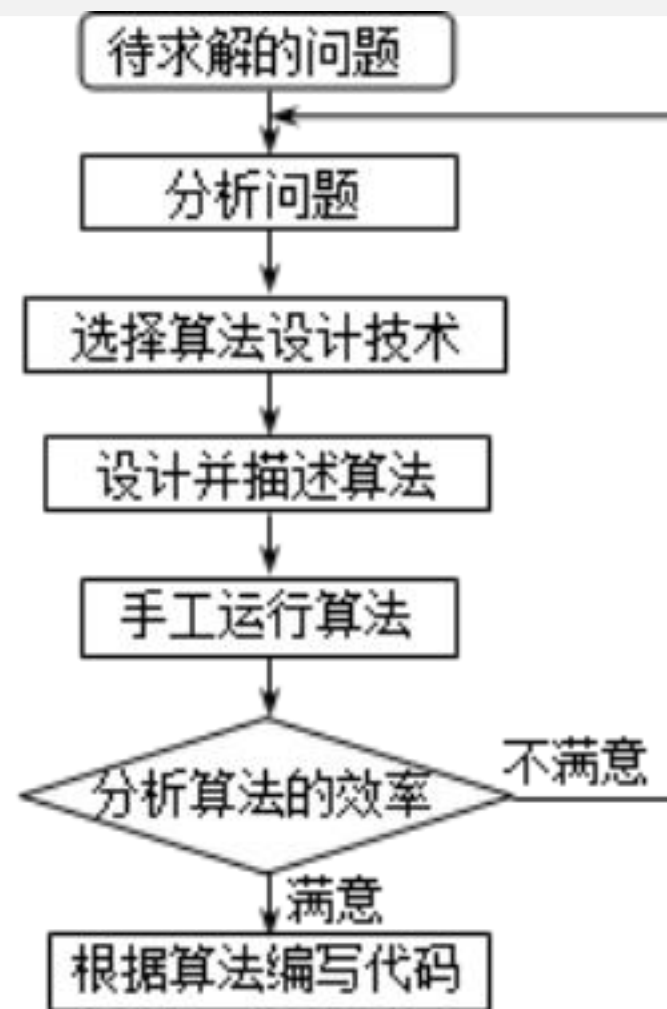 待求解的问题
分析问题
选择算法设计技术
设计并描述算法
手工运行算法
分析算法的效率
不满意
满意
根据算法编写代码